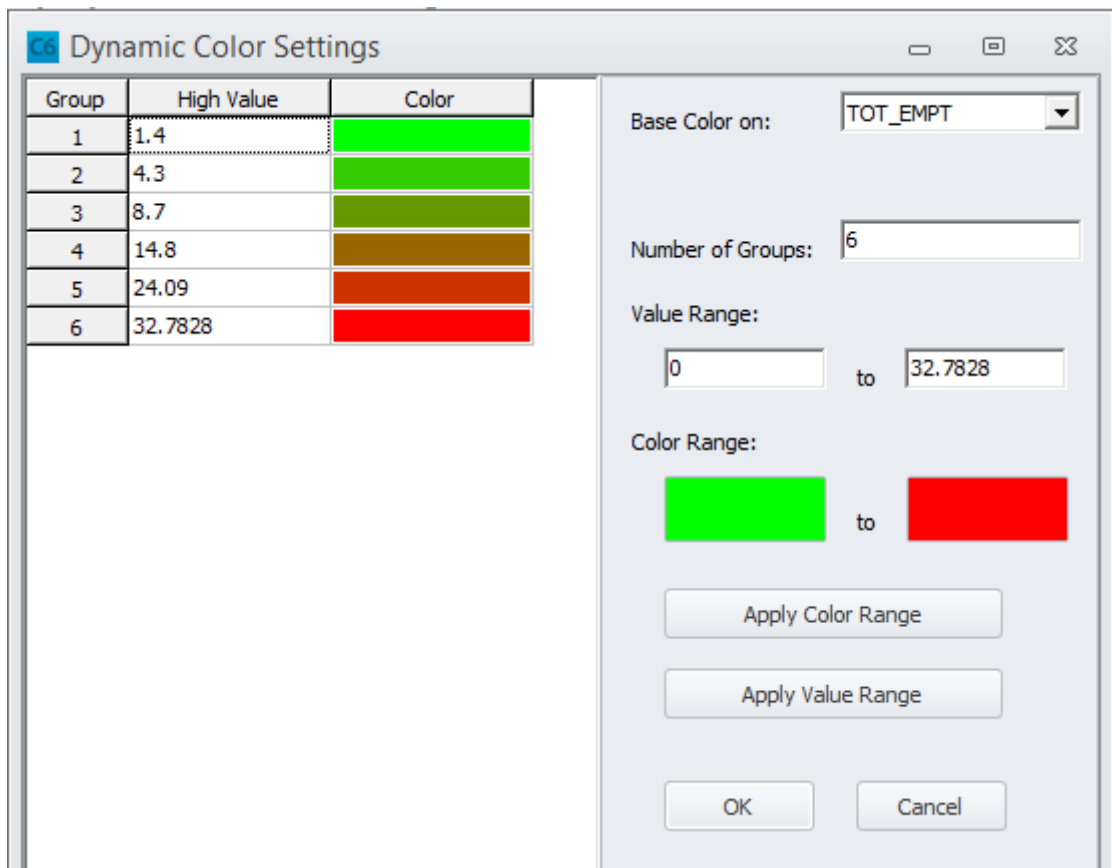 C6 Dynamic Color Settings
Group High Value Color
1 1.4
2 4.3
3 8.7
4 14.8
5 24.09
6 32.7828
Base Color on: TOT_EMPT
Number of Groups: 6
Value Range:
0 to 32.7828
Color Range:
to
Apply Color Range
Apply Value Range
OK Cancel